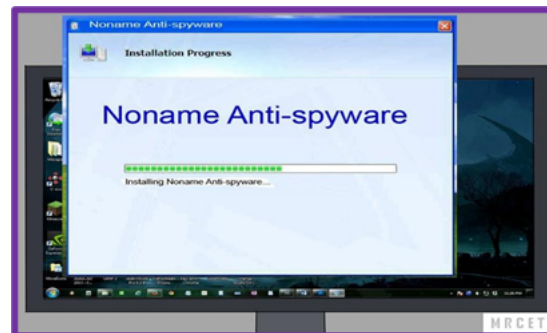 Noname Anti-spyware
Installation Progress
Noname Anti-spyware
Installing Noname Anti-spyware...
MRCET